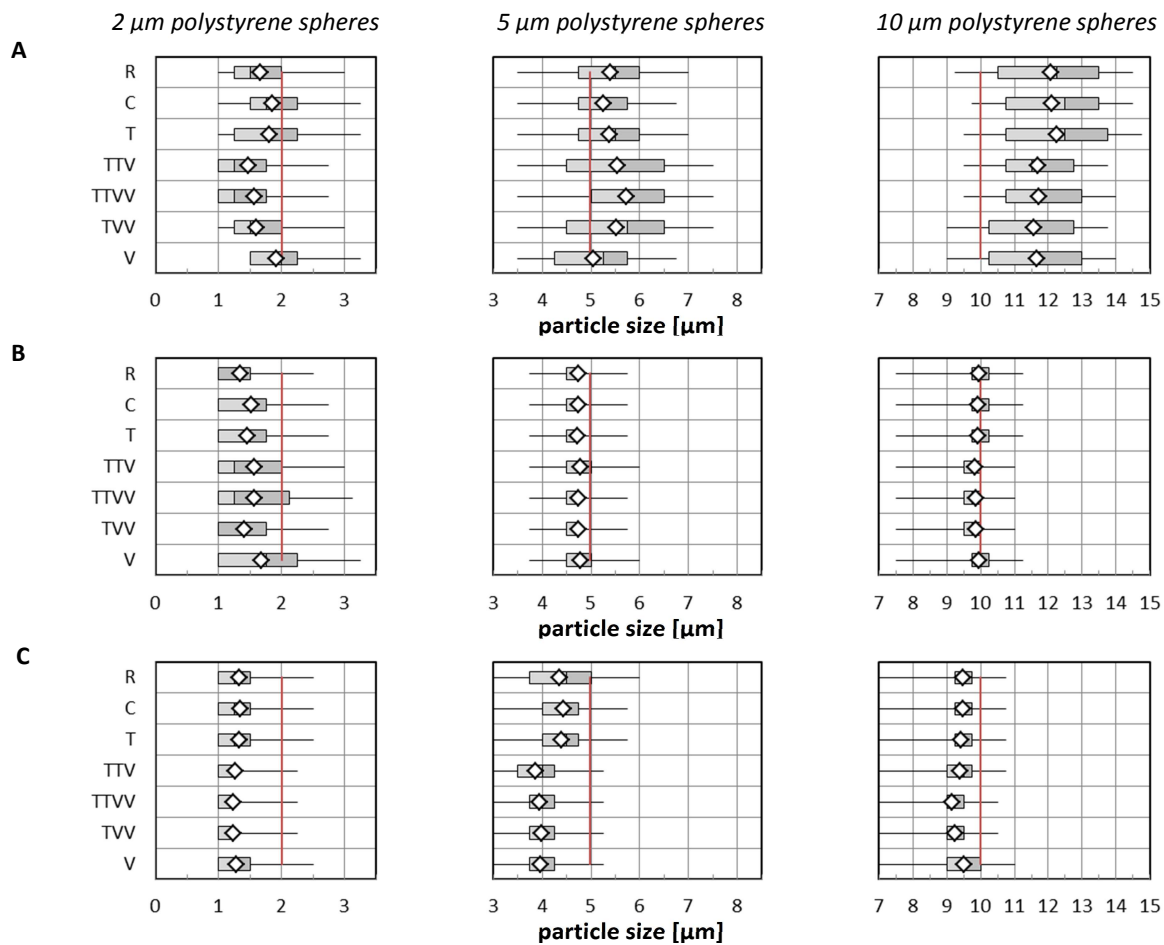 2 µm polystyrene spheres 5 µm polystyrene spheres 10 µm polystyrene spheres
A
R
C
T
TTV
TTVV
TVV
V
0 1 2 3 3 4 5 6 7 8 7 8 9 10 11 12 13 14 15
particle size [µm]
B
R
C
T
TTV
TTVV
TVV
V
0 1 2 3 3 4 5 6 7 8 7 8 9 10 11 12 13 14 15
particle size [µm]
C
R
C
T
TTV
TTVV
TVV
V
0 1 2 3 3 4 5 6 7 8 7 8 9 10 11 12 13 14 15
particle size [µm]